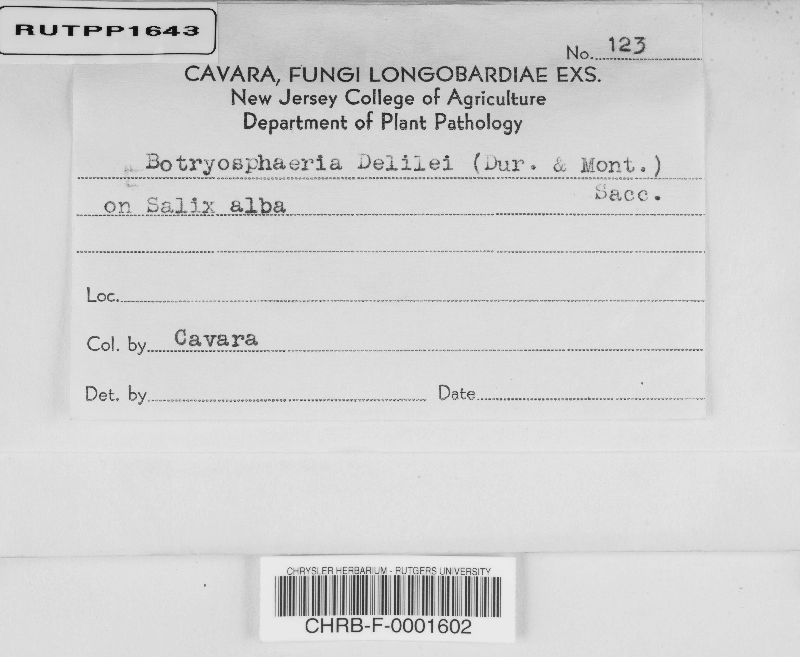 RUTPP1643
No. 123
CAVARA, FUNGI LONGOBARDIAE EXS.
New Jersey College of Agriculture
Department of Plant Pathology
Botryosphaeria Delilei (Dur. & Mont.)
Sacc.
on Salix alba
Loc.
Col. by Cavara
Det. by Date
CHRYSLER HERBARIUM - RUTGERS UNIVERSITY
CHRB-F-0001602